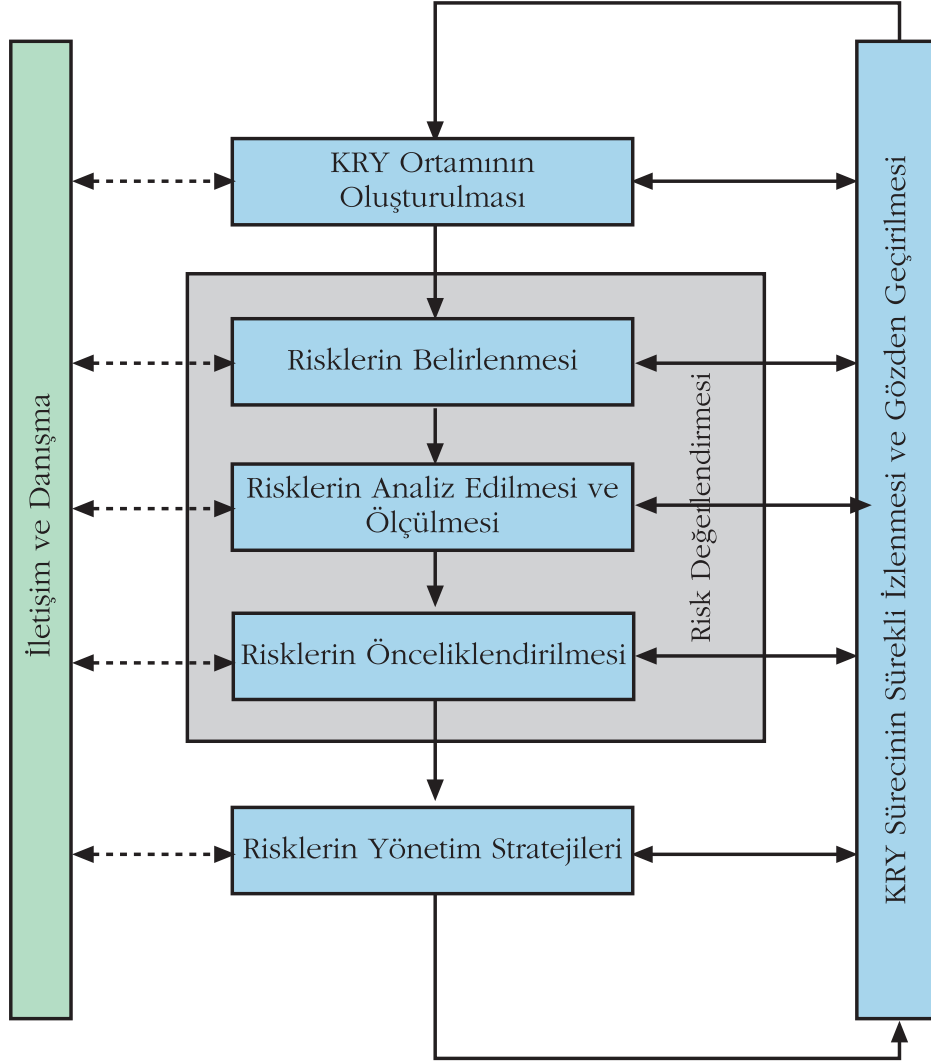 İletişim ve Danışma
KRY Ortamının
Oluşturulması
Risklerin Belirlenmesi
Risklerin Analiz Edilmesi ve
Ölçülmesi
Risklerin Önceliklendirilmesi
Risk Değerlendirmesi
Risklerin Yönetim Stratejileri
KRY Sürecinin Sürekli İzlenmesi ve Gözden Geçirilmesi